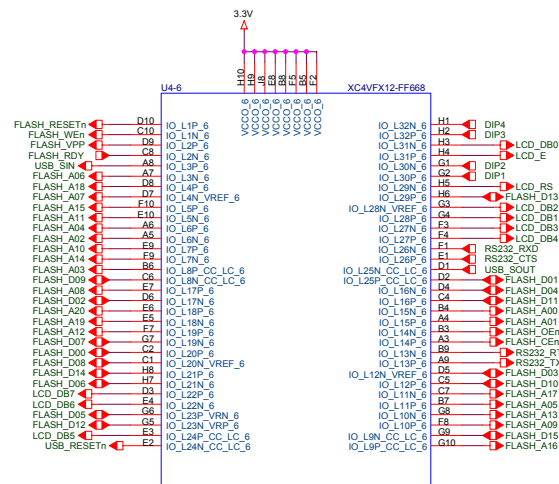 3.3V
H10 H9 J8 E8 B8 F5 B5 F2
U4-6 XC4VFX12-FF668
VCCO_6 VCCO_6 VCCO_6 VCCO_6 VCCO_6 VCCO_6 VCCO_6 VCCO_6
FLASH_RESETn D10 IO_L1P_6 IO_L32N_6 H1 DIP4
FLASH_WEn C10 IO_L1N_6 IO_L32P_6 H2 DIP3
FLASH_VPP D9 IO_L2P_6 IO_L31N_6 H3 LCD_DB0
FLASH_RDY C8 IO_L2N_6 IO_L31P_6 H4 LCD_E
USB_SIN A8 IO_L3P_6 IO_L30N_6 G1 DIP2
FLASH_A06 A7 IO_L3N_6 IO_L30P_6 G2 DIP1
FLASH_A18 D8 IO_L4P_6 IO_L29N_6 H5 LCD_RS
FLASH_A07 D7 IO_L4N_VREF_6 IO_L29P_6 H6 FLASH_D13
FLASH_A15 F10 IO_L5P_6 IO_L28N_VREF_6 G3 LCD_DB2
FLASH_A11 E10 IO_L5N_6 IO_L28P_6 G4 LCD_DB1
FLASH_A04 A6 IO_L6P_6 IO_L27N_6 F3 LCD_DB3
FLASH_A02 A5 IO_L6N_6 IO_L27P_6 F4 LCD_DB4
FLASH_A10 E9 IO_L7P_6 IO_L26N_6 F1 RS232_RXD
FLASH_A14 F9 IO_L7N_6 IO_L26P_6 E1 RS232_CTS
FLASH_A03 B6 IO_L8P_CC_LC_6 IO_L25N_CC_LC_6 D1 USB_SOUT
FLASH_D09 C6 IO_L8N_CC_LC_6 IO_L25P_CC_LC_6 D2 FLASH_D01
FLASH_A08 E7 IO_L17P_6 IO_L16N_6 D4 FLASH_D04
FLASH_D02 D6 IO_L17N_6 IO_L16P_6 C4 FLASH_D11
FLASH_A20 E6 IO_L18P_6 IO_L15N_6 B4 FLASH_A00
FLASH_A19 E5 IO_L18N_6 IO_L15P_6 A4 FLASH_A01
FLASH_A12 F7 IO_L19P_6 IO_L14N_6 B3 FLASH_OEn
FLASH_D07 G7 IO_L19N_6 IO_L14P_6 A3 FLASH_CEn
FLASH_D00 C2 IO_L20P_6 IO_L13N_6 B9 RS232_RT
FLASH_D08 C1 IO_L20N_VREF_6 IO_L13P_6 A9 RS232_TX
FLASH_D14 H8 IO_L21P_6 IO_L12N_VREF_6 D5 FLASH_D03
FLASH_D06 H7 IO_L21N_6 IO_L12P_6 C5 FLASH_D10
LCD_DB7 D3 IO_L22P_6 IO_L11N_6 C7 FLASH_A17
LCD_DB6 E4 IO_L22N_6 IO_L11P_6 B7 FLASH_A05
FLASH_D05 G6 IO_L23P_VRN_6 IO_L10N_6 G8 FLASH_A13
FLASH_D12 G5 IO_L23N_VRP_6 IO_L10P_6 F8 FLASH_A09
LCD_DB5 E3 IO_L24P_CC_LC_6 IO_L9N_CC_LC_6 G9 FLASH_D15
USB_RESETn E2 IO_L24N_CC_LC_6 IO_L9P_CC_LC_6 G10 FLASH_A16